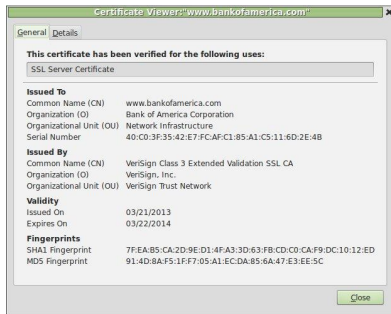 Certificate Viewer:"www.bankofamerica.com"
General Details
This certificate has been verified for the following uses:
SSL Server Certificate
Issued To
Common Name (CN) www.bankofamerica.com
Organization (O) Bank of America Corporation
Organizational Unit (OU) Network Infrastructure
Serial Number 40:C0:3F:35:42:E7:FC:AF:C1:85:A1:C5:11:6D:2E:4B
Issued By
Common Name (CN) VeriSign Class 3 Extended Validation SSL CA
Organization (O) VeriSign, Inc.
Organizational Unit (OU) VeriSign Trust Network
Validity
Issued On 03/21/2013
Expires On 03/22/2014
Fingerprints
SHA1 Fingerprint 7F:EA:B5:CA:2D:9E:D1:4F:A3:3D:63:FB:CD:C0:CA:F9:DC:10:12:ED
MD5 Fingerprint 91:4D:8A:F5:1F:F7:05:A1:EC:DA:85:6A:47:E3:EE:5C
Close